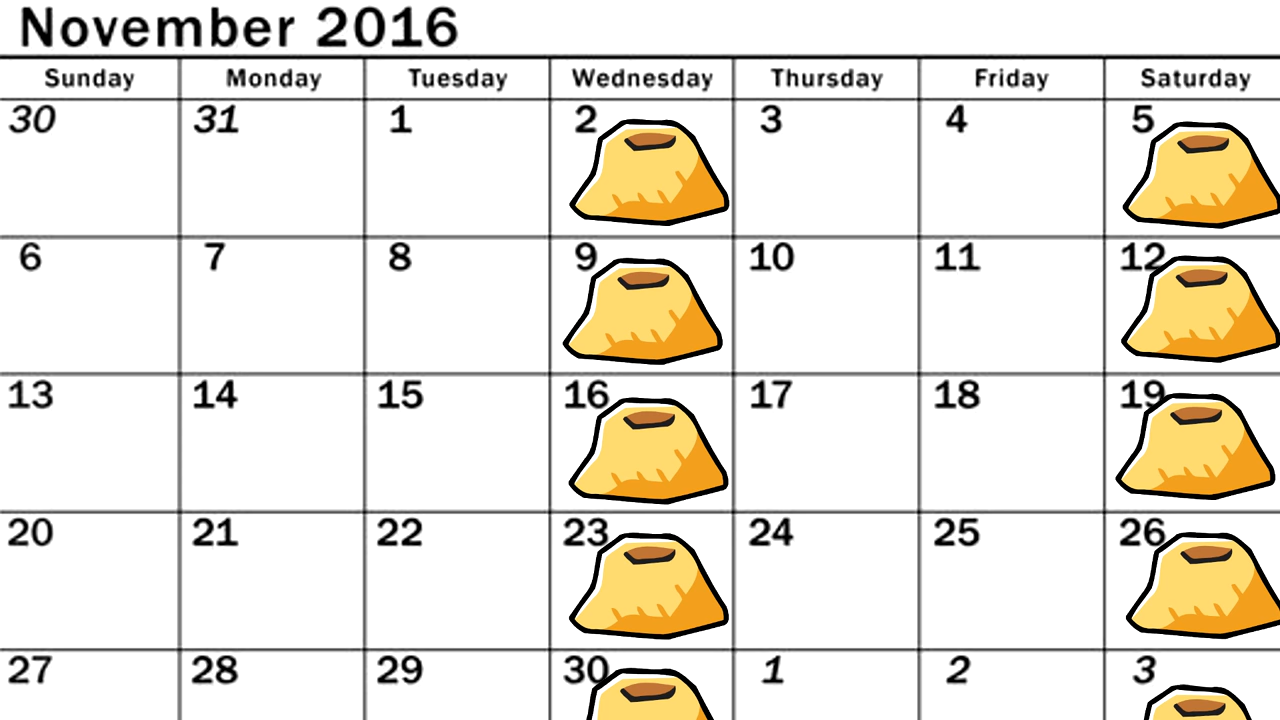 November 2016
Sunday Monday Tuesday Wednesday Thursday Friday Saturday
30 31 1 2 3 4 5
6 7 8 9 10 11 12
13 14 15 16 17 18 19
20 21 22 23 24 25 26
27 28 29 30 1 2 3